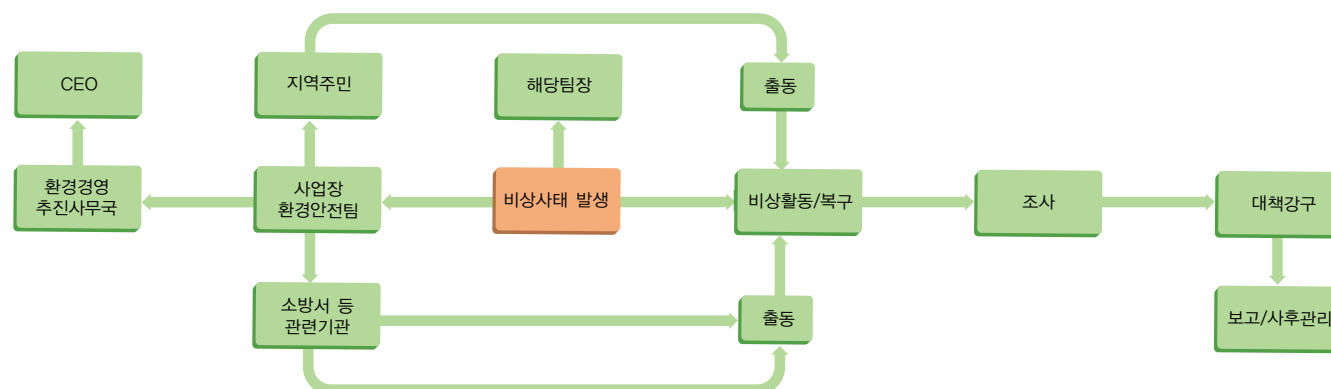 CEO
지역주민
해당팀장
출동
환경경영
추진사무국
사업장
환경안전팀
비상사태 발생
비상활동/복구
조사
대책강구
소방서 등
관련기관
출동
보고/사후관리